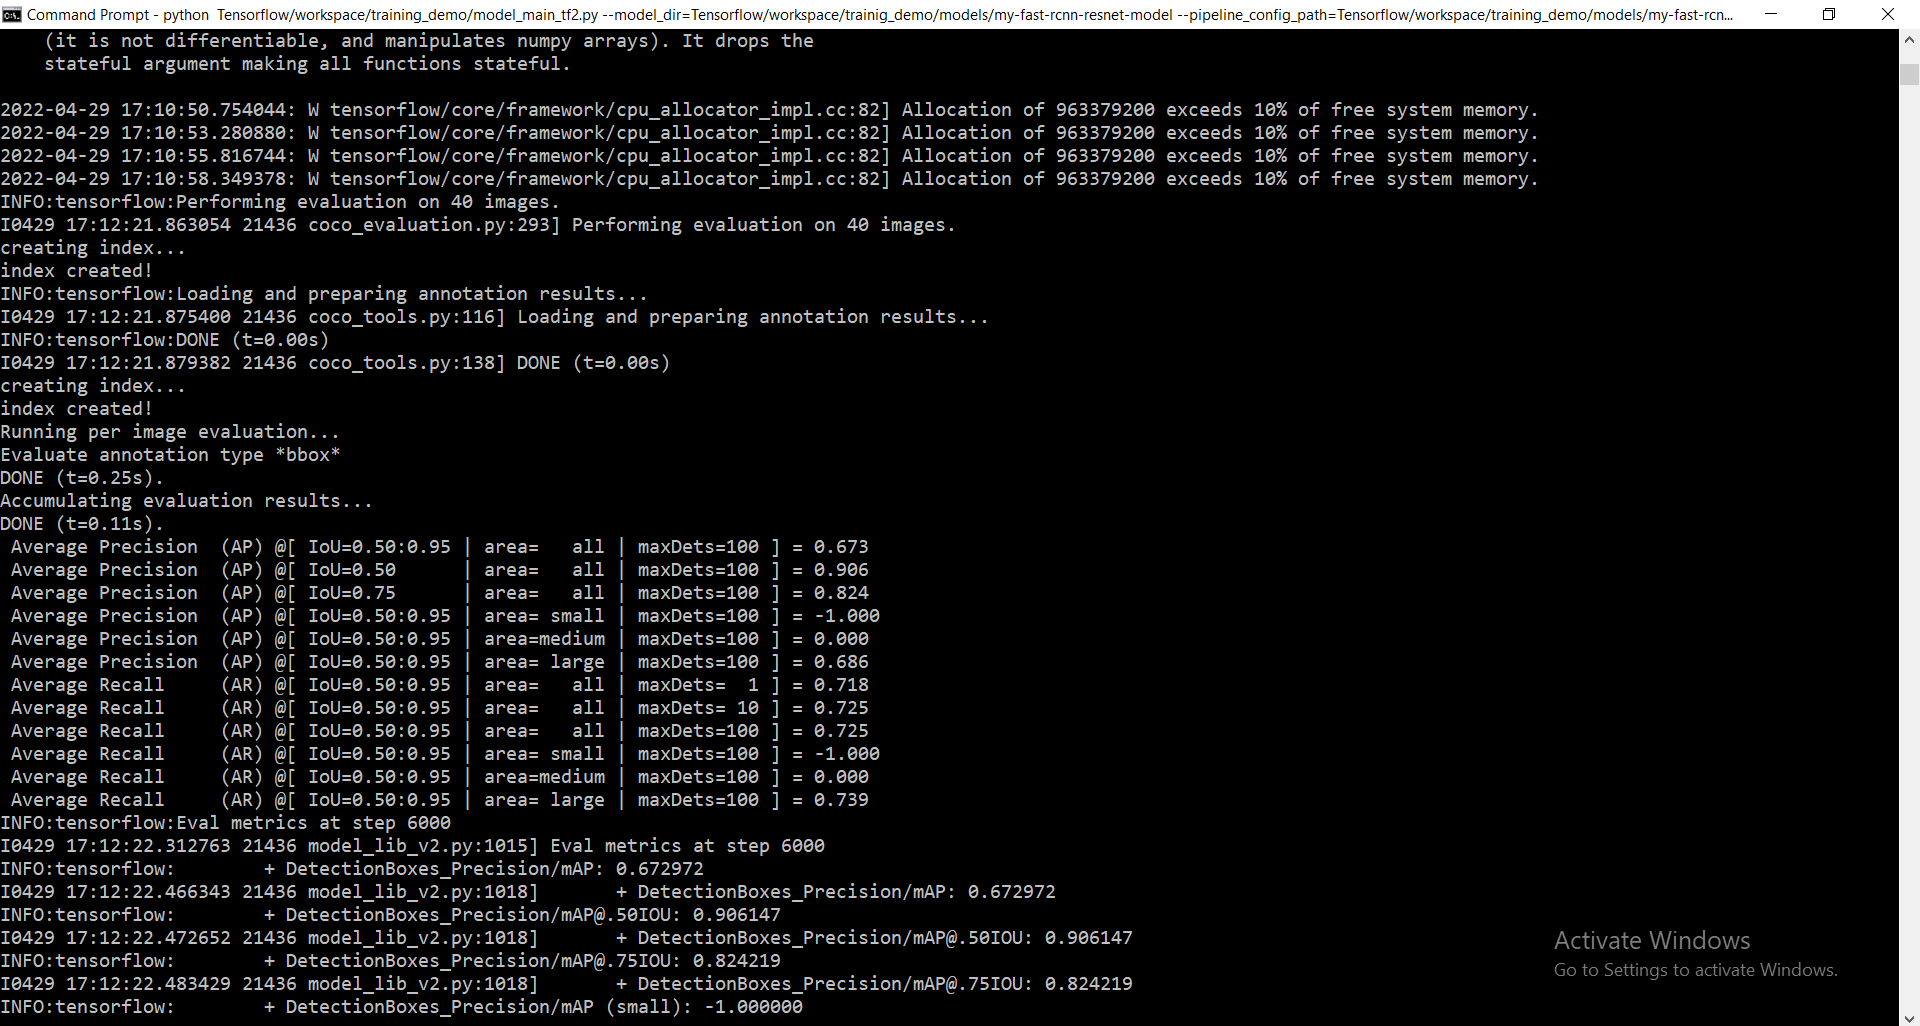 Command Prompt - python  Tensorflow/workspace/training_demo/model_main_tf2.py --model_dir=Tensorflow/workspace/trainig_demo/models/my-fast-rcnn-resnet-model --pipeline_config_path=Tensorflow/workspace/training_demo/models/my-fast-rcn...
    (it is not differentiable, and manipulates numpy arrays). It drops the
    stateful argument making all functions stateful.
2022-04-29 17:10:50.754044: W tensorflow/core/framework/cpu_allocator_impl.cc:82] Allocation of 963379200 exceeds 10% of free system memory.
2022-04-29 17:10:53.280880: W tensorflow/core/framework/cpu_allocator_impl.cc:82] Allocation of 963379200 exceeds 10% of free system memory.
2022-04-29 17:10:55.816744: W tensorflow/core/framework/cpu_allocator_impl.cc:82] Allocation of 963379200 exceeds 10% of free system memory.
2022-04-29 17:10:58.349378: W tensorflow/core/framework/cpu_allocator_impl.cc:82] Allocation of 963379200 exceeds 10% of free system memory.
INFO:tensorflow:Performing evaluation on 40 images.
I0429 17:12:21.863054 21436 coco_evaluation.py:293] Performing evaluation on 40 images.
creating index...
index created!
INFO:tensorflow:Loading and preparing annotation results...
I0429 17:12:21.875400 21436 coco_tools.py:116] Loading and preparing annotation results...
INFO:tensorflow:DONE (t=0.00s)
I0429 17:12:21.879382 21436 coco_tools.py:138] DONE (t=0.00s)
creating index...
index created!
Running per image evaluation...
Evaluate annotation type *bbox*
DONE (t=0.25s).
Accumulating evaluation results...
DONE (t=0.11s).
 Average Precision  (AP) @[ IoU=0.50:0.95 | area=   all | maxDets=100 ] = 0.673
 Average Precision  (AP) @[ IoU=0.50      | area=   all | maxDets=100 ] = 0.906
 Average Precision  (AP) @[ IoU=0.75      | area=   all | maxDets=100 ] = 0.824
 Average Precision  (AP) @[ IoU=0.50:0.95 | area= small | maxDets=100 ] = -1.000
 Average Precision  (AP) @[ IoU=0.50:0.95 | area=medium | maxDets=100 ] = 0.000
 Average Precision  (AP) @[ IoU=0.50:0.95 | area= large | maxDets=100 ] = 0.686
 Average Recall     (AR) @[ IoU=0.50:0.95 | area=   all | maxDets=  1 ] = 0.718
 Average Recall     (AR) @[ IoU=0.50:0.95 | area=   all | maxDets= 10 ] = 0.725
 Average Recall     (AR) @[ IoU=0.50:0.95 | area=   all | maxDets=100 ] = 0.725
 Average Recall     (AR) @[ IoU=0.50:0.95 | area= small | maxDets=100 ] = -1.000
 Average Recall     (AR) @[ IoU=0.50:0.95 | area=medium | maxDets=100 ] = 0.000
 Average Recall     (AR) @[ IoU=0.50:0.95 | area= large | maxDets=100 ] = 0.739
INFO:tensorflow:Eval metrics at step 6000
I0429 17:12:22.312763 21436 model_lib_v2.py:1015] Eval metrics at step 6000
INFO:tensorflow:        + DetectionBoxes_Precision/mAP: 0.672972
I0429 17:12:22.466343 21436 model_lib_v2.py:1018]       + DetectionBoxes_Precision/mAP: 0.672972
INFO:tensorflow:        + DetectionBoxes_Precision/mAP@.50IOU: 0.906147
I0429 17:12:22.472652 21436 model_lib_v2.py:1018]       + DetectionBoxes_Precision/mAP@.50IOU: 0.906147
INFO:tensorflow:        + DetectionBoxes_Precision/mAP@.75IOU: 0.824219
I0429 17:12:22.483429 21436 model_lib_v2.py:1018]       + DetectionBoxes_Precision/mAP@.75IOU: 0.824219
INFO:tensorflow:        + DetectionBoxes_Precision/mAP (small): -1.000000
Activate Windows
Go to Settings to activate Windows.